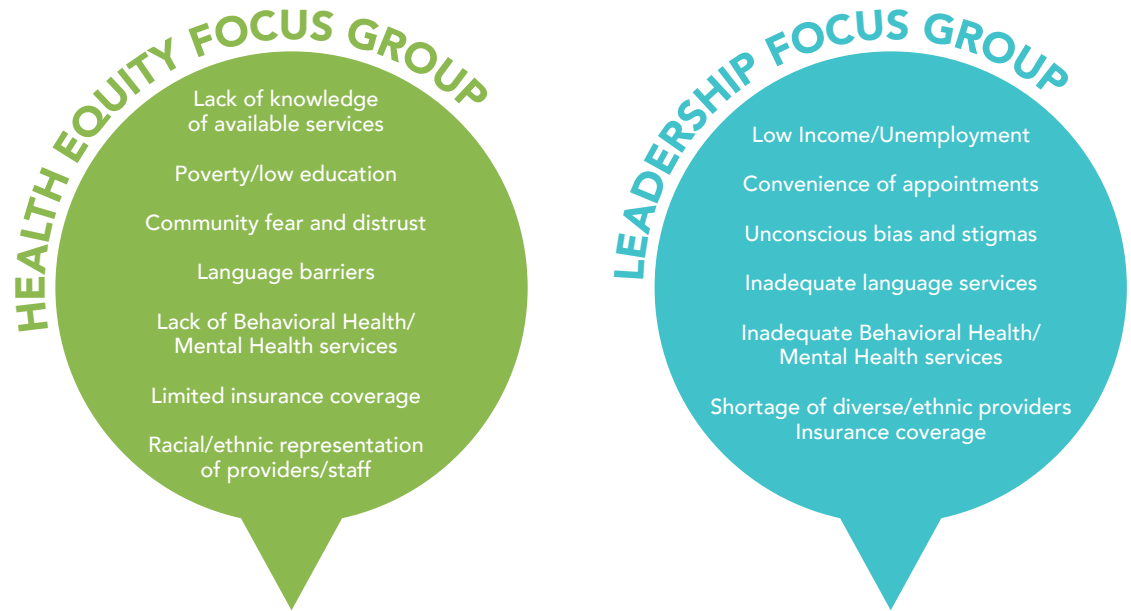 HEALTH EQUITY FOCUS GROUP
Lack of knowledge
of available services
Poverty/low education
Community fear and distrust
Language barriers
Lack of Behavioral Health/
Mental Health services
Limited insurance coverage
Racial/ethnic representation
of providers/staff
LEADERSHIP FOCUS GROUP
Low Income/Unemployment
Convenience of appointments
Unconscious bias and stigmas
Inadequate language services
Inadequate Behavioral Health/
Mental Health services
Shortage of diverse/ethnic providers
Insurance coverage